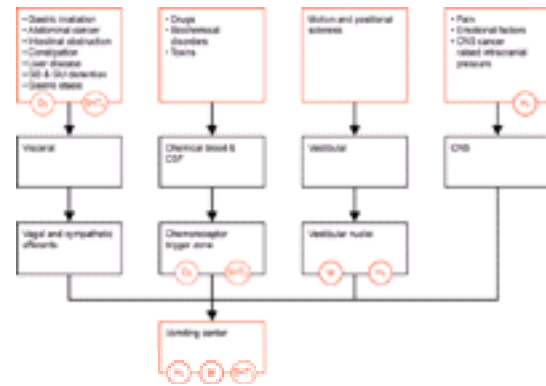 • Gastric irritation
• Abdominal cancer
• Intestinal obstruction
• Constipation
• Liver disease
• Gastric stasis
• Drugs
• Biochemical
disorders
• Toxins
Motion and positional
sickness
• Pain
• Emotional factors
• CNS cancer
raised intracranial
pressure
Visceral
Chemical blood &
CSF
Vestibular
CNS
Vagal and sympathetic
afferents
Chemoreceptor
trigger zone
Vestibular nuclei
Vomiting center